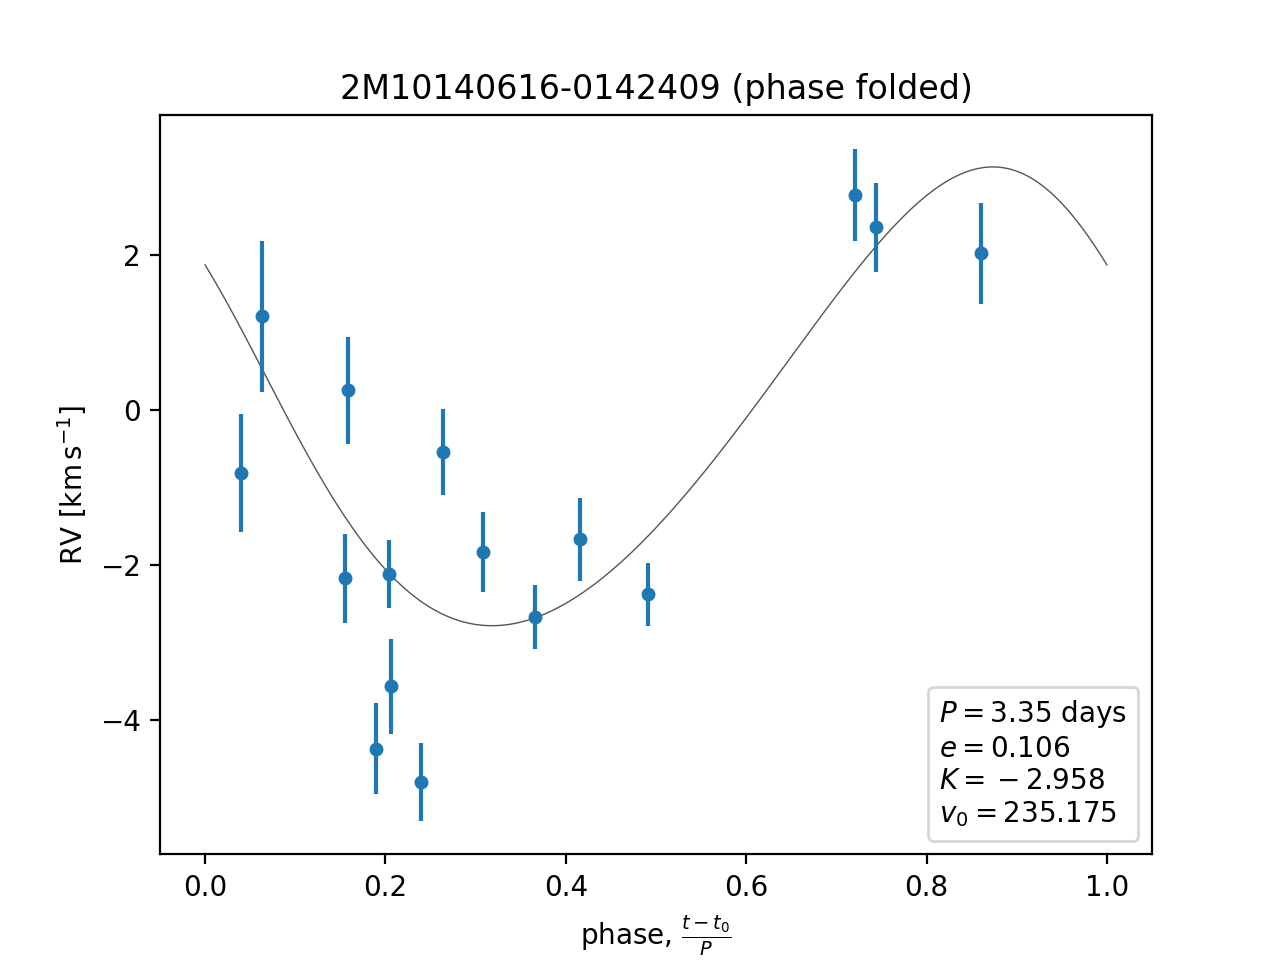 2M10140616-0142409 (phase folded)
RV [km s⁻¹]
2
0
−2
−4
0.0 0.2 0.4 0.6 0.8 1.0
phase, (t − t₀)/P
P = 3.35 days
e = 0.106
K = −2.958
v₀ = 235.175